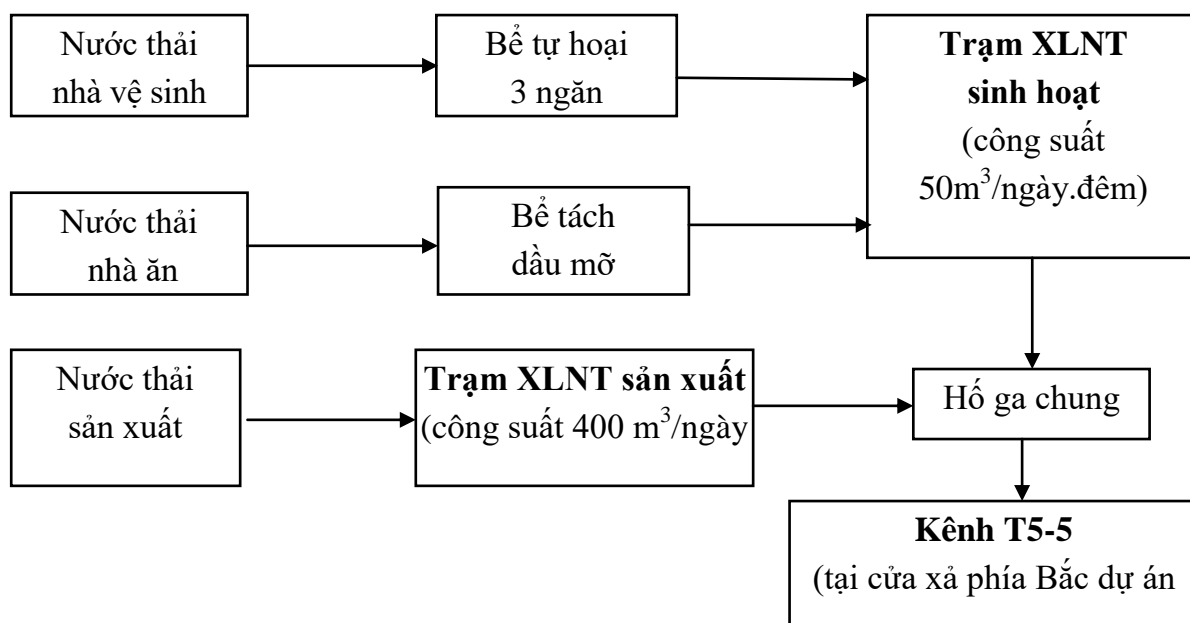 Nước thải
nhà vệ sinh
Bể tự hoại
3 ngăn
Trạm XLNT
sinh hoạt
(công suất
50m³/ngày.đêm)
Nước thải
nhà ăn
Bể tách
dầu mỡ
Nước thải
sản xuất
Trạm XLNT sản xuất
(công suất 400 m³/ngày
Hố ga chung
Kênh T5-5
(tại cửa xả phía Bắc dự án